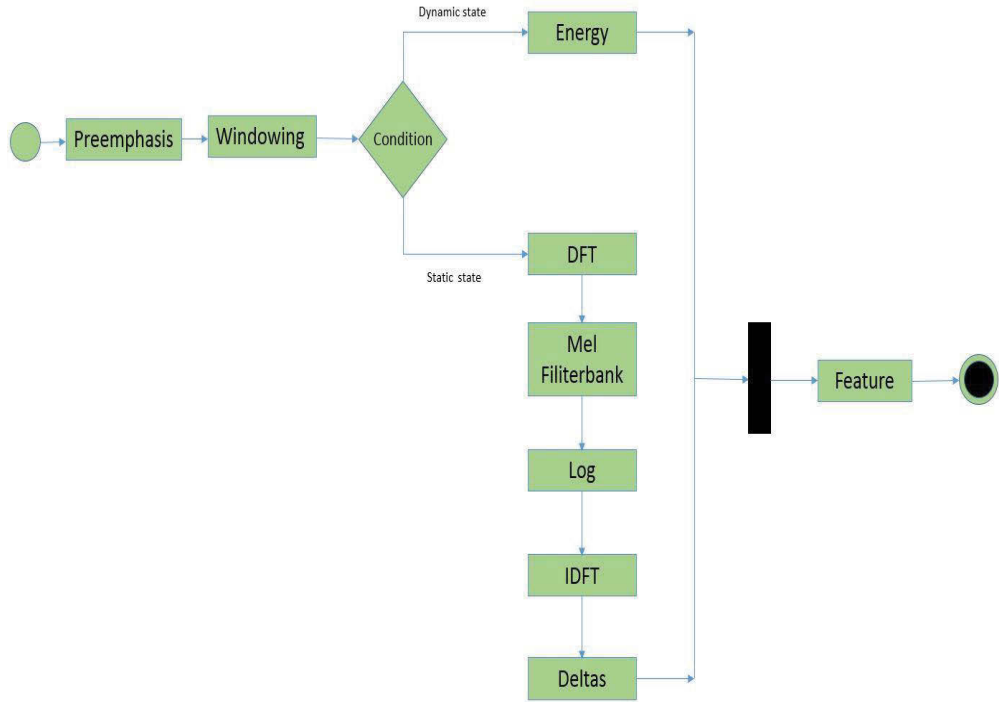 Dynamic state
Energy
Preemphasis
Windowing
Condition
DFT
Static state
Mel
Filiterbank
Feature
Log
IDFT
Deltas